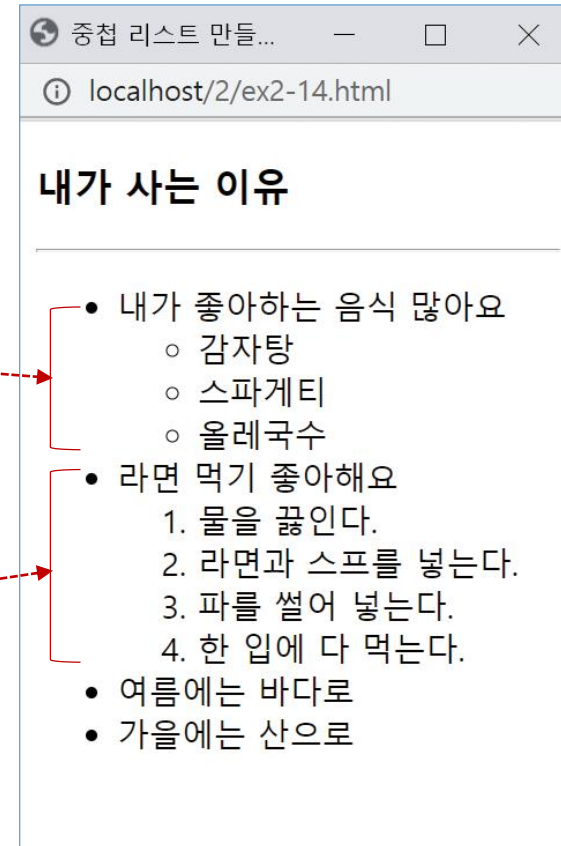 중첩 리스트 만들...
localhost/2/ex2-14.html
내가 사는 이유
• 내가 좋아하는 음식 많아요
○ 감자탕
○ 스파게티
○ 올레국수
• 라면 먹기 좋아해요
1. 물을 끓인다.
2. 라면과 스프를 넣는다.
3. 파를 썰어 넣는다.
4. 한 입에 다 먹는다.
• 여름에는 바다로
• 가을에는 산으로